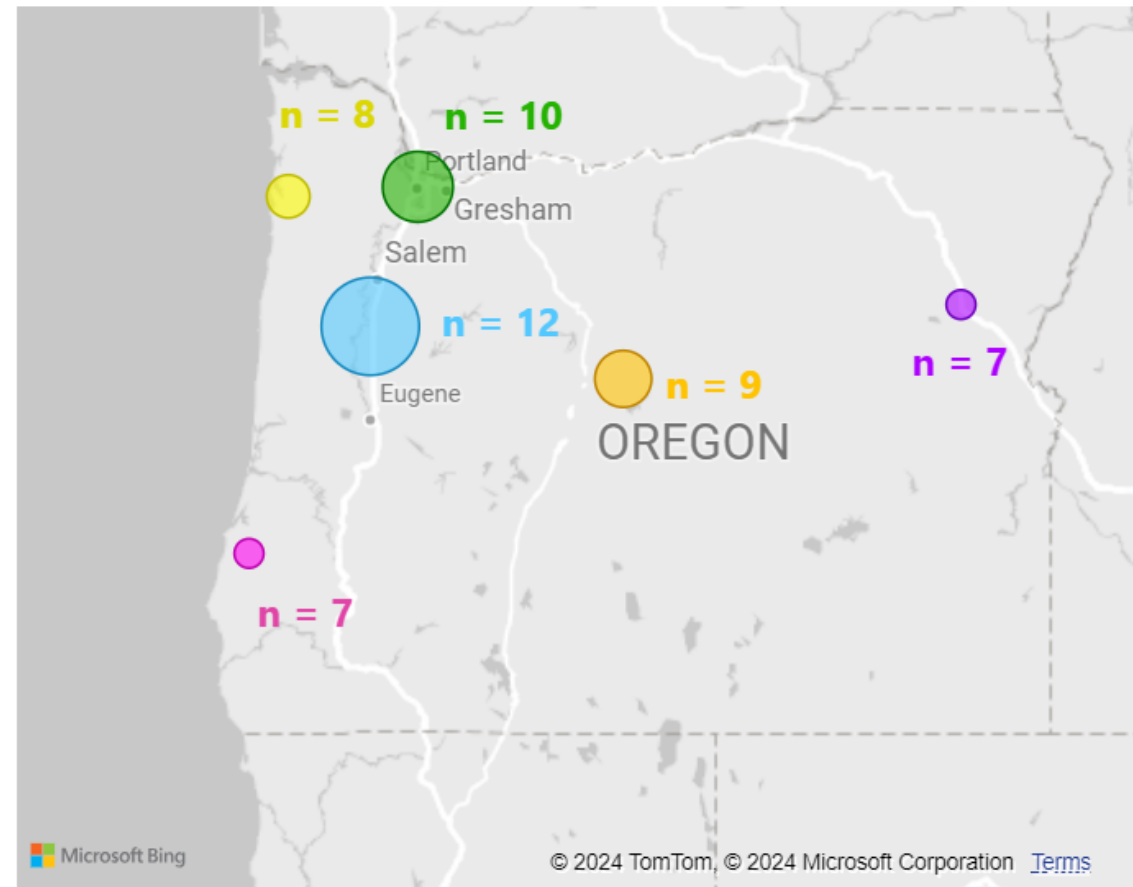 n = 8
n = 10
Portland
Gresham
Salem
n = 12
Eugene
n = 7
n = 9
OREGON
n = 7
Microsoft Bing
© 2024 TomTom, © 2024 Microsoft Corporation Terms